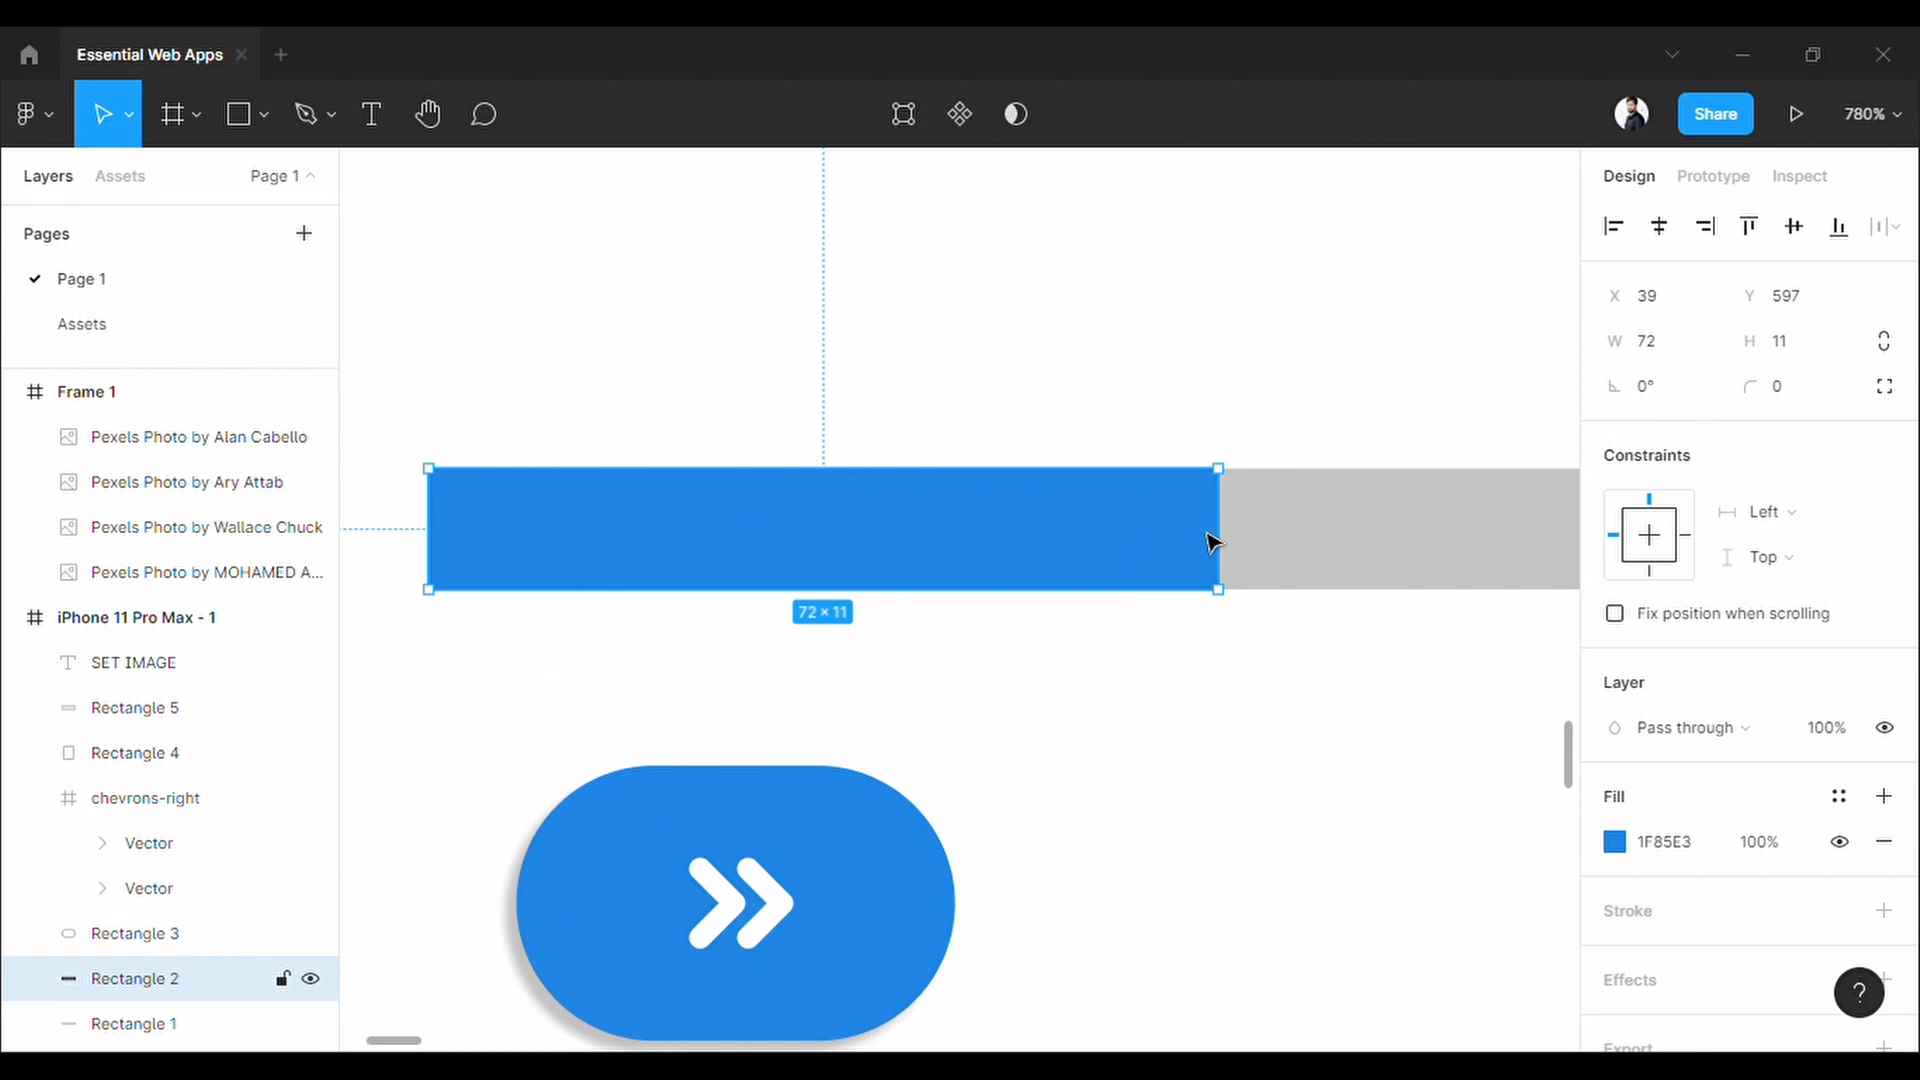 Essential Web Apps
Share
780%
Layers
Assets
Page 1
Pages
Page 1
Assets
Frame 1
Pexels Photo by Alan Cabello
Pexels Photo by Ary Attab
Pexels Photo by Wallace Chuck
Pexels Photo by MOHAMED A...
iPhone 11 Pro Max - 1
SET IMAGE
Rectangle 5
Rectangle 4
chevrons-right
Vector
Vector
Rectangle 3
Rectangle 2
Rectangle 1
72 × 11
Design
Prototype
Inspect
X 39
Y 597
W 72
H 11
0°
0
Constraints
Left
Top
Fix position when scrolling
Layer
Pass through
100%
Fill
1F85E3
100%
Stroke
Effects
?
Export